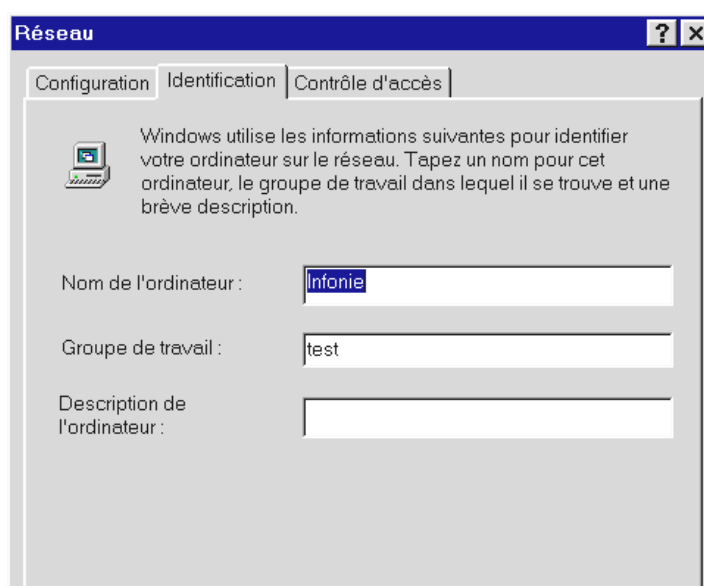 Réseau
Configuration
Identification
Contrôle d'accès
Windows utilise les informations suivantes pour identifier
votre ordinateur sur le réseau. Tapez un nom pour cet
ordinateur, le groupe de travail dans lequel il se trouve et une
brève description.
Nom de l'ordinateur :
Infonie
Groupe de travail :
test
Description de
l'ordinateur :